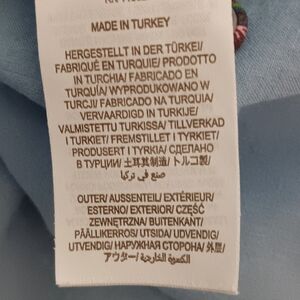 MADE IN TURKEY
HERGESTELLT IN DER TÜRKEI/
FABRIQUÉ EN TURQUIE/ PRODOTTO
IN TURCHIA/ FABRICADO EN
TURQUÍA/ WYPRODUKOWANO W
TURCJI/ FABRICADO NA TURQUIA/
VERVAARDIGD IN TURKIJE/
VALMISTETTU TURKISSA/ TILLVERKAD
I TURKIET/ FREMSTILLET I TYRKIET/
PRODUSERT I TYRKIA/ СДЕЛАНО
В ТУРЦИИ/ 土耳其制造/ トルコ製/
صنع في تركيا
OUTER/ AUSSENTEIL/ EXTÉRIEUR/
ESTERNO/ EXTERIOR/ CZĘŚĆ
ZEWNĘTRZNA/ BUITENKANT/
PÄÄLLIKERROS/ UTSIDA/ UDVENDIG/
UTVENDIG/ НАРУЖНАЯ СТОРОНА/ 外层/
アウター/ الكسوة الخارجية/